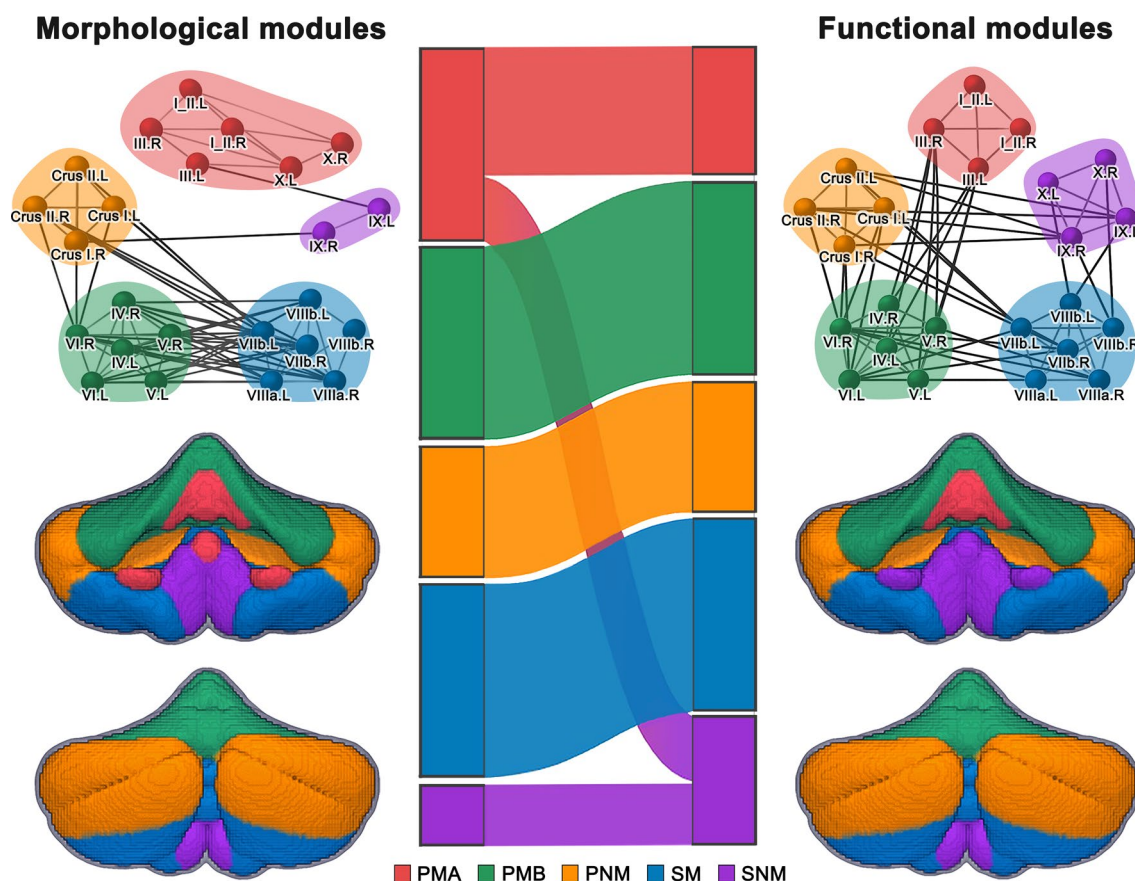 Morphological modules
Functional modules
I_II.L
III.R
I_II.R
X.R
III.L
X.L
Crus II.L
Crus II.R
Crus I.L
IX.L
IX.R
Crus I.R
IV.R
VIIIb.L
VI.R
V.R
VIIb.L
VIIIb.R
IV.L
VIIb.R
VI.L
V.L
VIIIa.L
VIIIa.R
I_II.L
III.R
I_II.R
III.L
X.R
X.L
Crus II.L
Crus II.R
Crus I.L
IX.L
IX.R
Crus I.R
IV.R
VIIIb.L
VI.R
V.R
VIIb.L
VIIIb.R
IV.L
VIIb.R
VI.L
V.L
VIIIa.L
VIIIa.R
PMA PMB PNM SM SNM